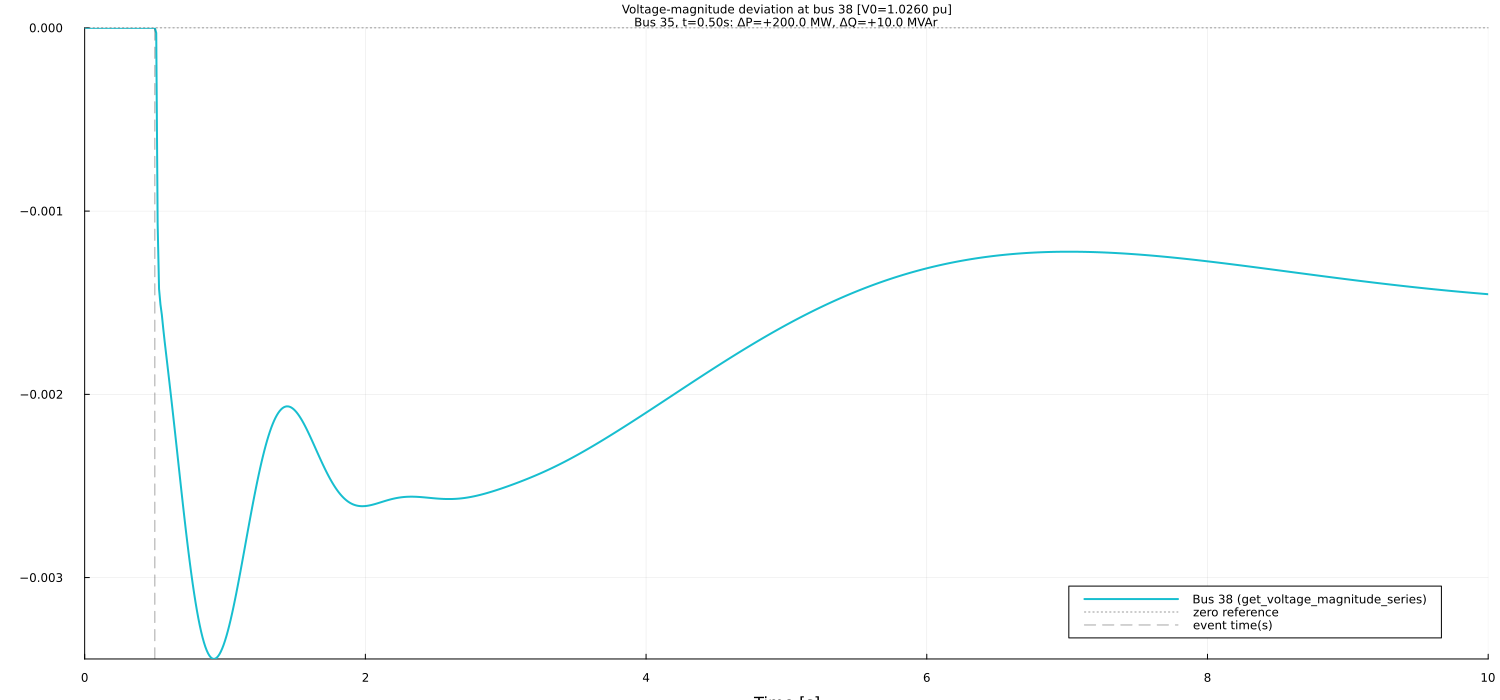 Voltage-magnitude deviation at bus 38 [V0=1.0260 pu]
Bus 35, t=0.50s: ΔP=+200.0 MW, ΔQ=+10.0 MVAr
0.000
−0.001
−0.002
−0.003
Bus 38 (get_voltage_magnitude_series)
zero reference
event time(s)
0 2 4 6 8 10
Time [s]